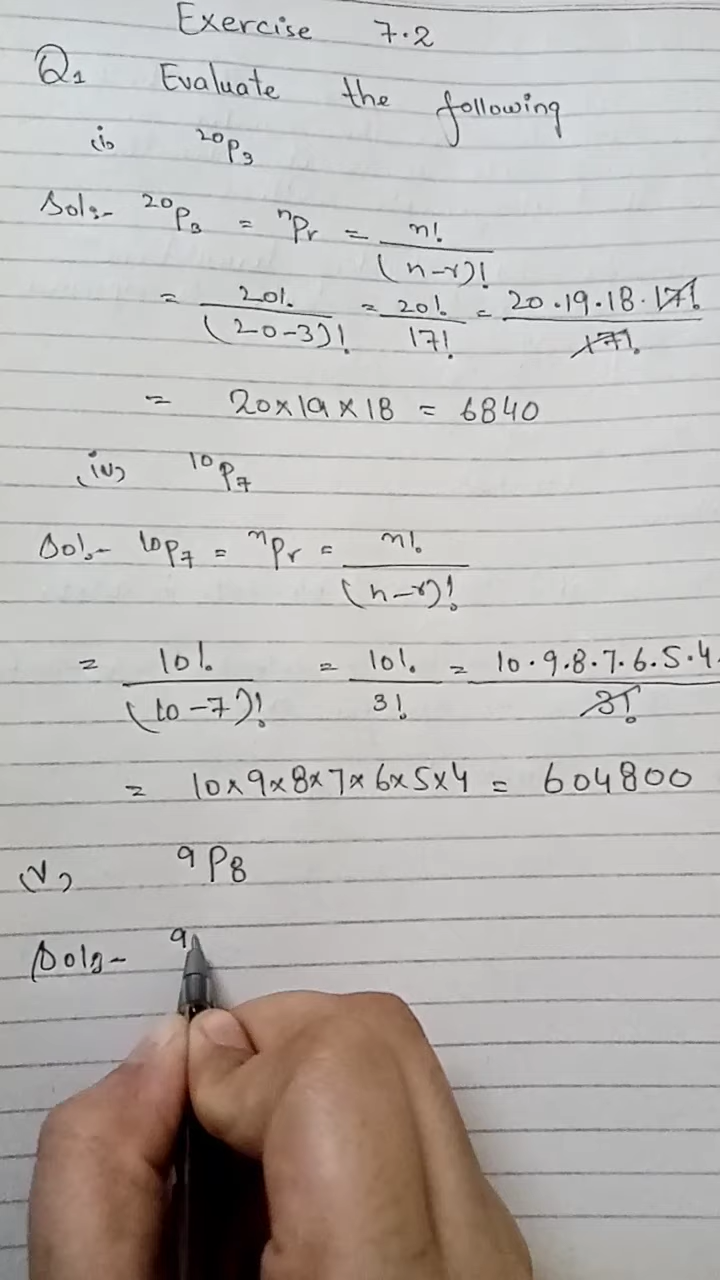 Exercise 7.2
Q1 Evaluate the following
(i) ²⁰P₃
Sol:- ²⁰P₃ = ⁿPr = n! / (n-r)!
= 20! / (20-3)! = 20! / 17! = 20.19.18.17! / 17!
= 20×19×18 = 6840
(iv) ¹⁰P₇
Sol:- ¹⁰P₇ = ⁿPr = n! / (n-r)!
= 10! / (10-7)! = 10! / 3! = 10.9.8.7.6.5.4. / 3!
= 10×9×8×7×6×5×4 = 604800
(v) ⁹P₈
Sol:- 9